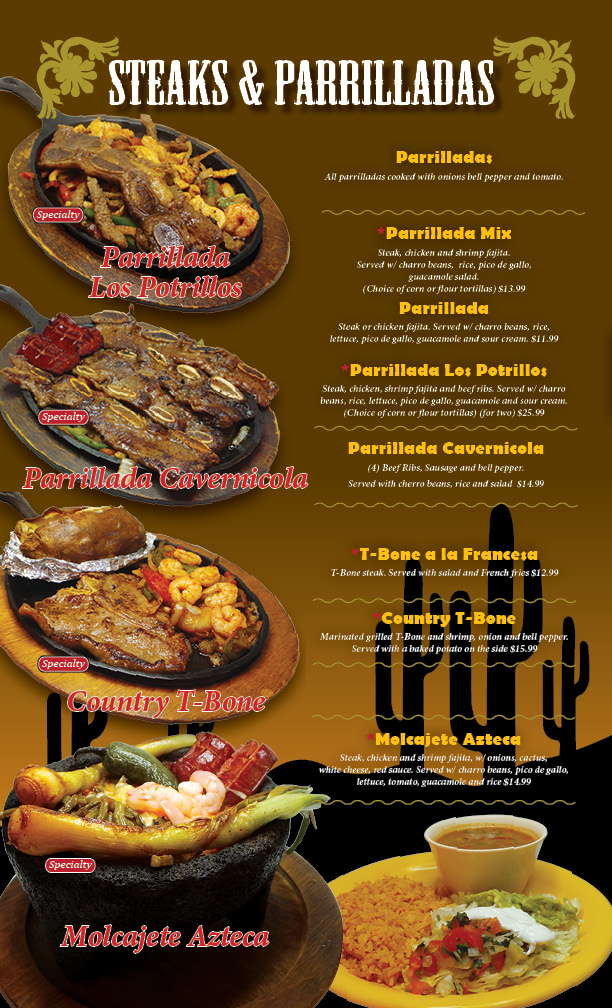 STEAKS & PARRILLADAS
Parrilladas
All parrilladas cooked with onions bell pepper and tomato.
*Parrillada Mix
Steak, chicken and shrimp fajita.
Served w/ charro beans, rice, pico de gallo,
guacamole salad.
(Choice of corn or flour tortillas) $13.99
Parrillada
Steak or chicken fajita. Served w/ charro beans, rice,
lettuce, pico de gallo, guacamole and sour cream. $11.99
*Parrillada Los Potrillos
Steak, chicken, shrimp fajita and beef ribs. Served w/ charro
beans, rice, lettuce, pico de gallo, guacamole and sour cream.
(Choice of corn or flour tortillas) (for two) $25.99
Parrillada Cavernicola
(4) Beef Ribs, Sausage and bell pepper.
Served with cherro beans, rice and salad $14.99
*T-Bone a la Francesa
T-Bone steak. Served with salad and French fries $12.99
*Country T-Bone
Marinated grilled T-Bone and shrimp, onion and bell pepper.
Served with a baked potato on the side $15.99
*Molcajete Azteca
Steak, chicken and shrimp fajita, w/ onions, cactus,
white cheese, red sauce. Served w/ charro beans, pico de gallo,
lettuce, tomato, guacamole and rice $14.99
Specialty
Parrillada
Los Potrillos
Specialty
Parrillada Cavernicola
Specialty
Country T-Bone
Specialty
Molcajete Azteca